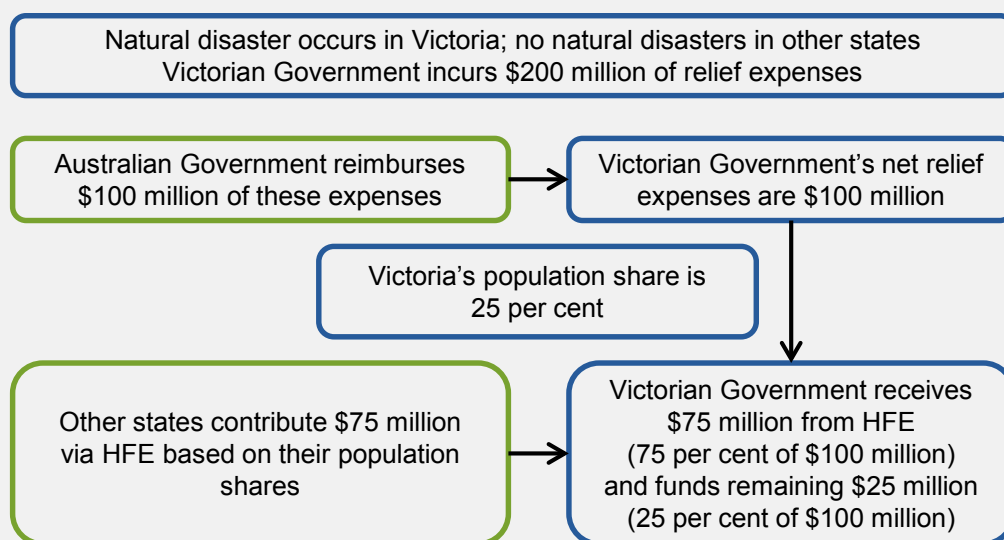 Natural disaster occurs in Victoria; no natural disasters in other states
Victorian Government incurs $200 million of relief expenses
Australian Government reimburses
$100 million of these expenses
Victorian Government’s net relief
expenses are $100 million
Victoria’s population share is
25 per cent
Other states contribute $75 million
via HFE based on their population
shares
Victorian Government receives
$75 million from HFE
(75 per cent of $100 million)
and funds remaining $25 million
(25 per cent of $100 million)